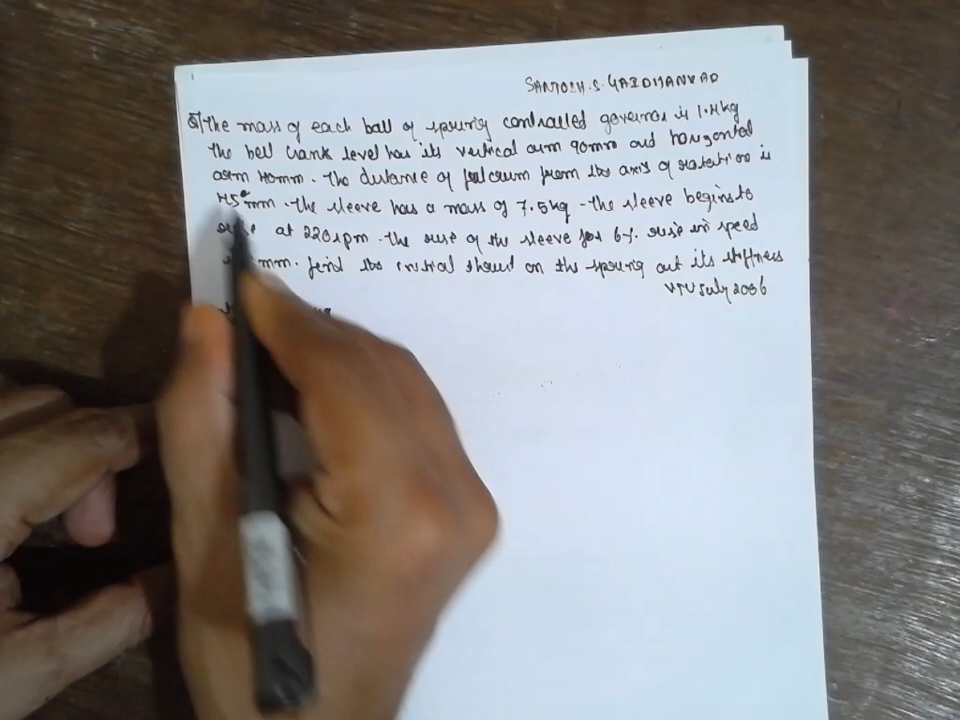 SANTOSH.S.GAIDHANKAD
Q) The mass of each ball of spring controlled governor is 1.4kg
The bell crank level has its vertical arm 90mm and horizontal
arm 40mm. The distance of fulcrum from the axis of rotation is
45mm. The sleeve has a mass of 7.5kg. The sleeve begins to
at 220rpm. The rise of the sleeve for 6% rise in speed
mm. find the initial thrust on the spring and its stiffness
VTU July 2006